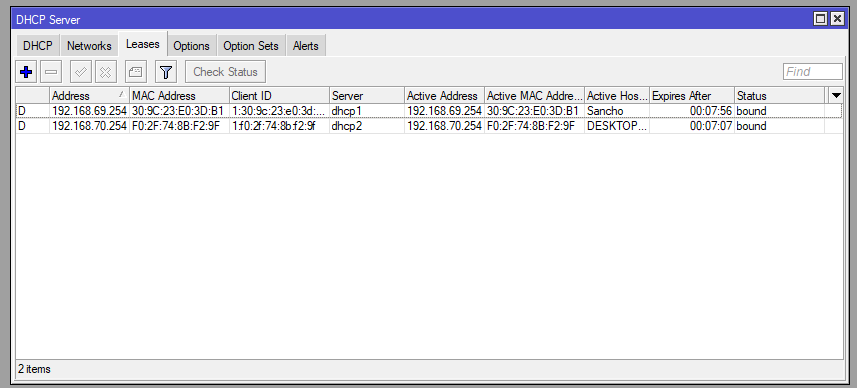 DHCP Server
DHCP Networks Leases Options Option Sets Alerts
Check Status Find
Address MAC Address Client ID Server Active Address Active MAC Addre... Active Hos... Expires After Status
D 192.168.69.254 30:9C:23:E0:3D:B1 1:30:9c:23:e0:3d:... dhcp1 192.168.69.254 30:9C:23:E0:3D:B1 Sancho 00:07:56 bound
D 192.168.70.254 F0:2F:74:8B:F2:9F 1:f0:2f:74:8b:f2:9f dhcp2 192.168.70.254 F0:2F:74:8B:F2:9F DESKTOP... 00:07:07 bound
2 items